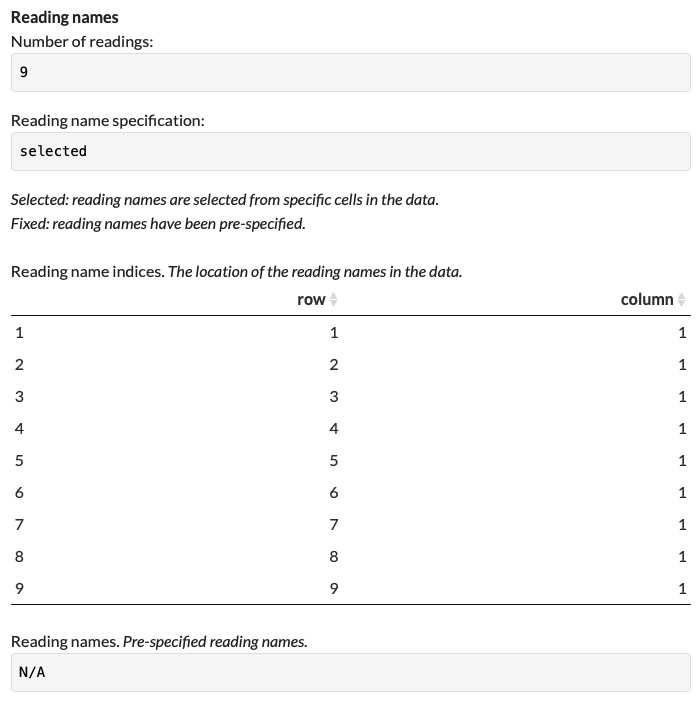 Reading names
Number of readings:
9
Reading name specification:
selected
Selected: reading names are selected from specific cells in the data.
Fixed: reading names have been pre-specified.
Reading name indices. The location of the reading names in the data.
row column
1 1 1
2 2 1
3 3 1
4 4 1
5 5 1
6 6 1
7 7 1
8 8 1
9 9 1
Reading names. Pre-specified reading names.
N/A